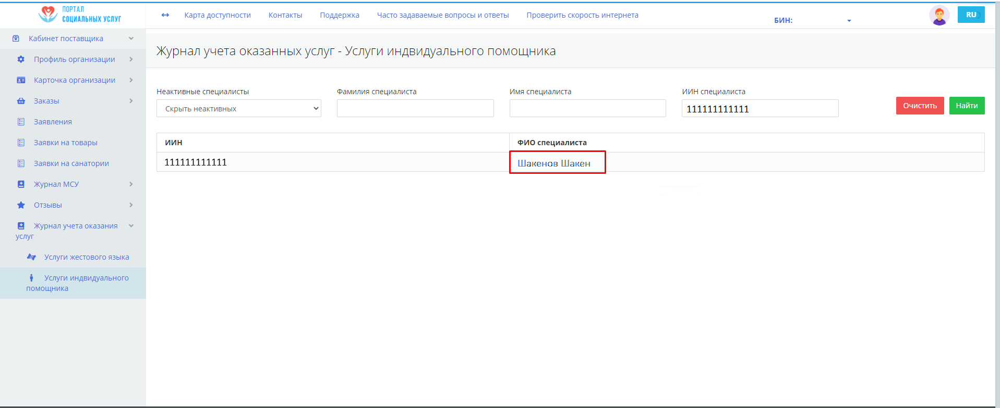 ПОРТАЛ
СОЦИАЛЬНЫХ УСЛУГ
Карта доступности
Контакты
Поддержка
Часто задаваемые вопросы и ответы
Проверить скорость интернета
БИН:
RU
Кабинет поставщика
Профиль организации
Карточка организации
Заказы
Заявления
Заявки на товары
Заявки на санатории
Журнал МСУ
Отзывы
Журнал учета оказания
услуг
Услуги жестового языка
Услуги индвидуального
помощника
Журнал учета оказанных услуг - Услуги индвидуального помощника
Неактивные специалисты
Фамилия специалиста
Имя специалиста
ИИН специалиста
Скрыть неактивных
111111111111
Очистить
Найти
ИИН
ФИО специалиста
111111111111
Шакенов Шакен